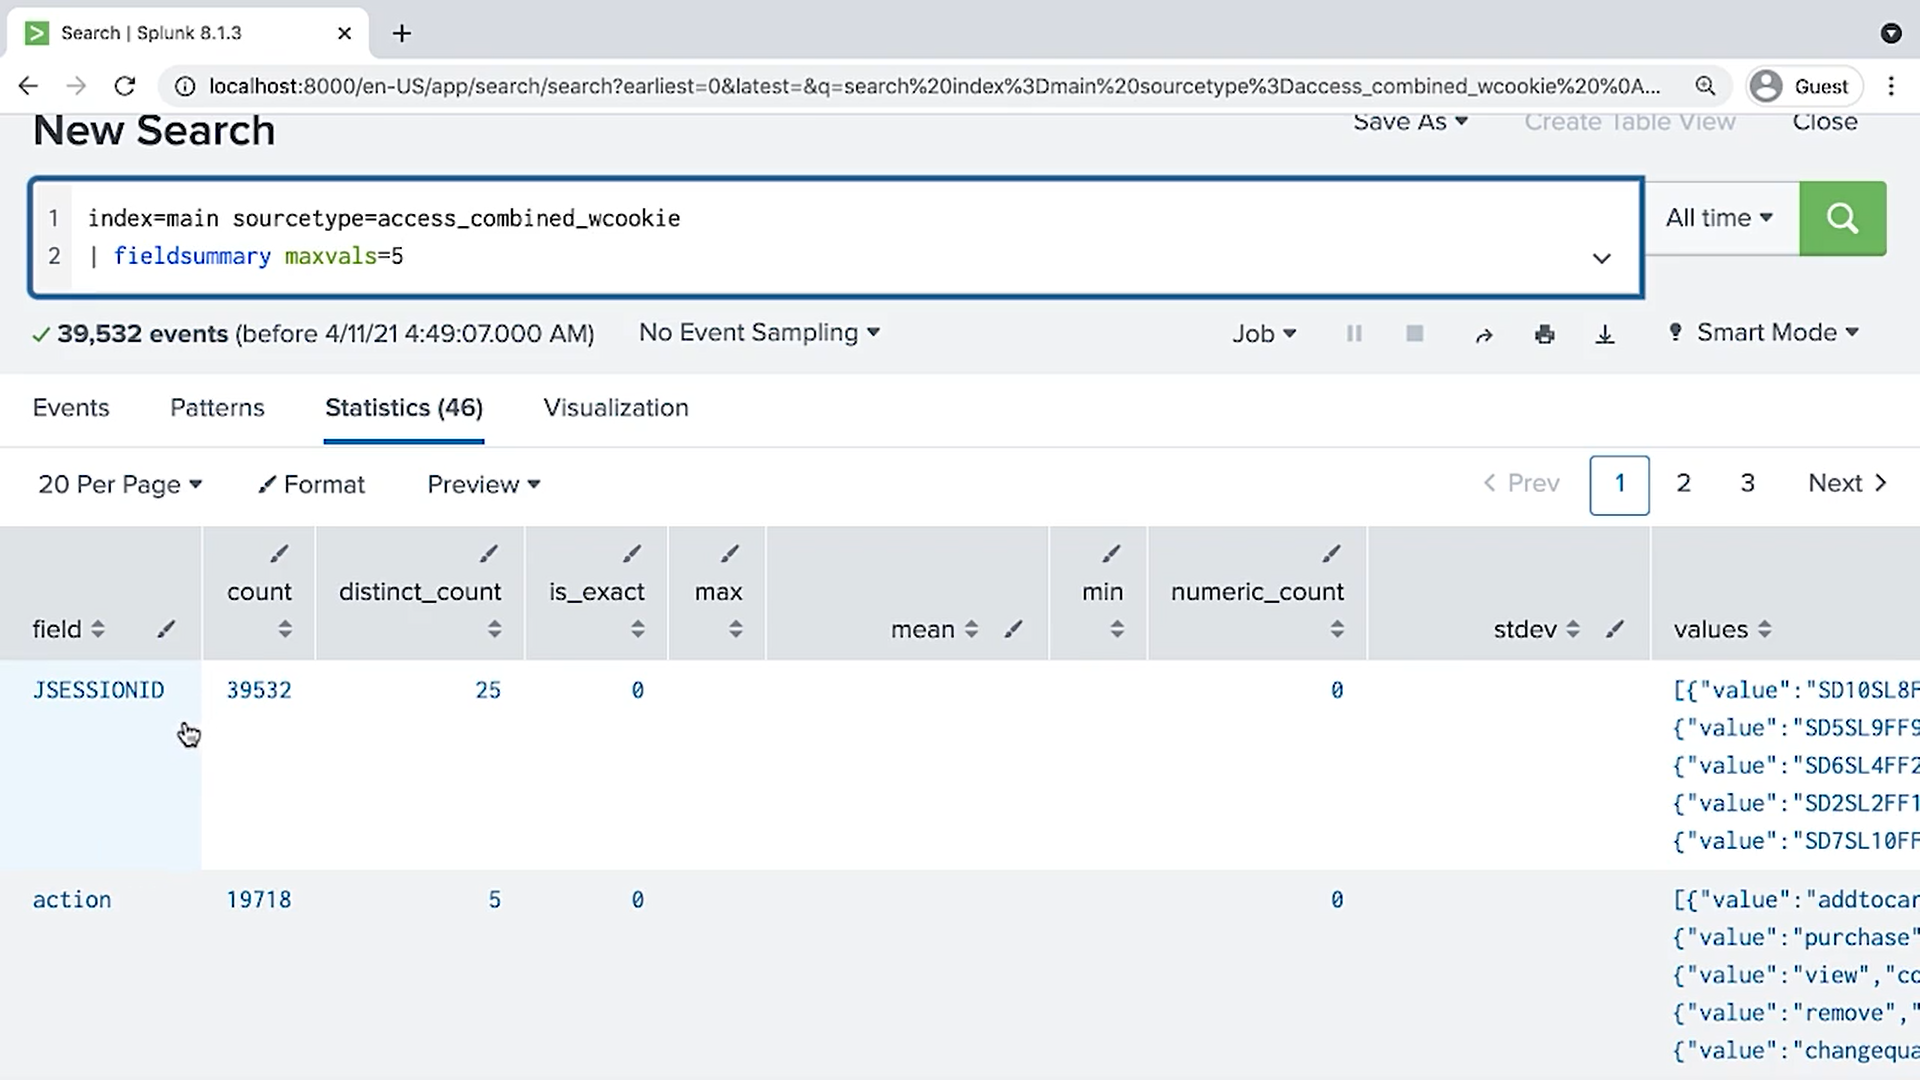 Search | Splunk 8.1.3
localhost:8000/en-US/app/search/search?earliest=0&latest=&q=search%20index%3Dmain%20sourcetype%3Daccess_combined_wcookie%20%0A...
Guest
New Search
Save As
Create Table View
Close
1 index=main sourcetype=access_combined_wcookie
2 | fieldsummary maxvals=5
All time
39,532 events (before 4/11/21 4:49:07.000 AM)
No Event Sampling
Job
Smart Mode
Events Patterns Statistics (46) Visualization
20 Per Page Format Preview
Prev 1 2 3 Next
field count distinct_count is_exact max mean min numeric_count stdev values
JSESSIONID 39532 25 0 0 [{"value":"SD10SL8F
{"value":"SD5SL9FF9
{"value":"SD6SL4FF2
{"value":"SD2SL2FF1
{"value":"SD7SL10FF
action 19718 5 0 0 [{"value":"addtocar
{"value":"purchase"
{"value":"view","co
{"value":"remove","
{"value":"changequa